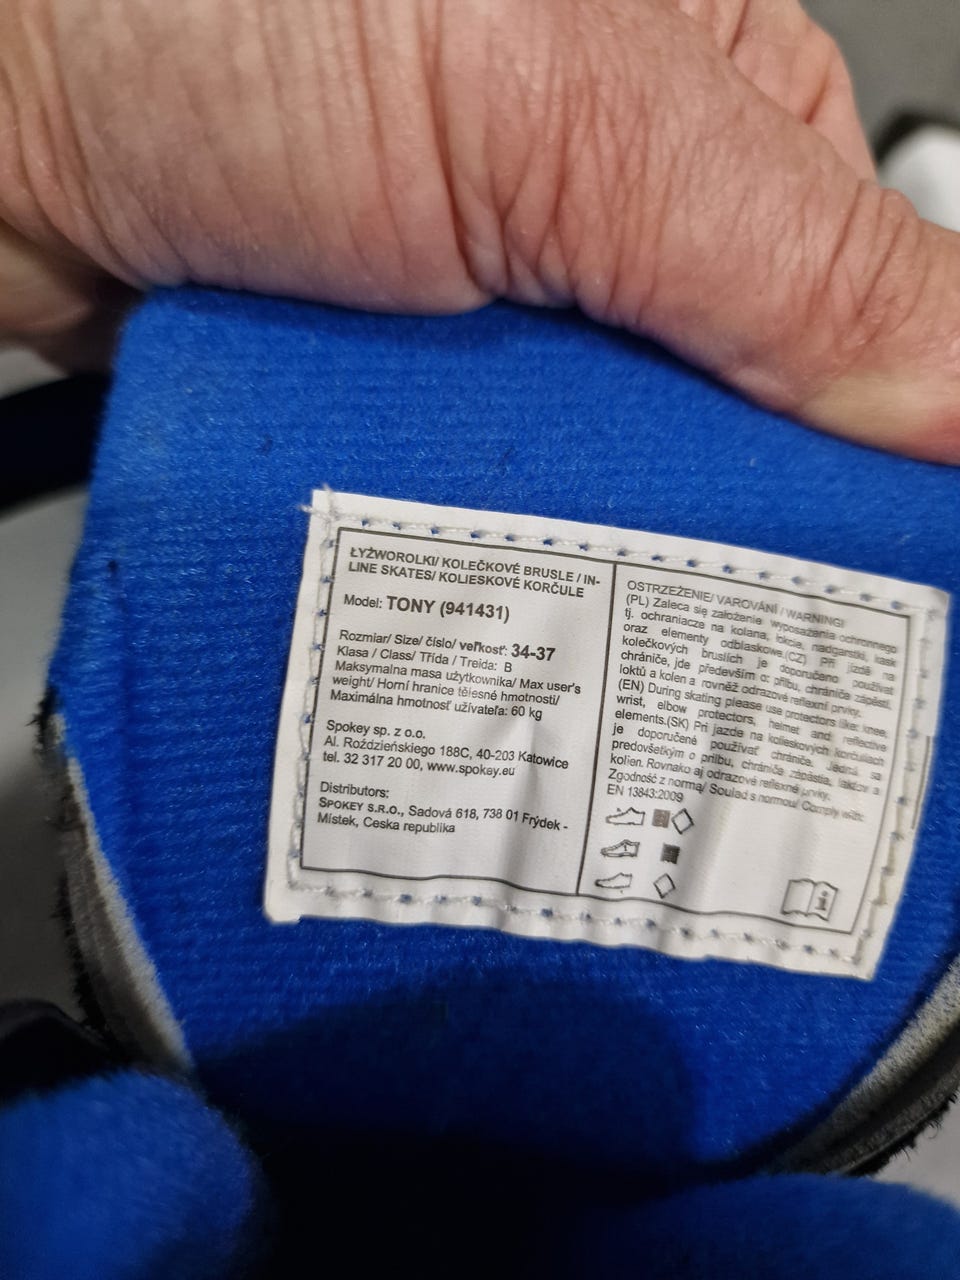 ŁYŻWOROLKI/ KOLEČKOVÉ BRUSLE / IN-
LINE SKATES/ KOLIESKOVÉ KORČULE
Model: TONY (941431)
Rozmiar/ Size/ číslo/ veľkosť: 34-37
Klasa / Class/ Třída / Treida: B
Maksymalna masa użytkownika/ Max user's
weight/ Horní hranice tělesné hmotnosti/
Maximálna hmotnosť užívateľa: 60 kg
Spokey sp. z o.o.
Al. Roździeńskiego 188C, 40-203 Katowice
tel. 32 317 20 00, www.spokey.eu
Distributors:
SPOKEY S.R.O., Sadová 618, 738 01 Frýdek -
Místek, Ceska republika
OSTRZEŻENIE/ VAROVÁNÍ / WARNING!
(PL) Zaleca się założenie wyposażenia ochronnego
tj. ochraniacze na kolana, łokcia, nadgarstki, kask
oraz elementy odblaskowe.(CZ) Při jízdě na
kolečkových bruslích je doporučeno používat
chrániče, jde především o: přilbu, chrániče zápěstí,
loktů a kolen a rovněž odrazové reflexní prvky.
(EN) During skating please use protectors like: knee,
wrist, elbow protectors, helmet and reflective
elements.(SK) Pri jazde na kolieskových korčuliach
je doporučené používať chrániče. Jedná sa
predovšetkým o prilbu, chrániče zápästia, lakťov a
kolien. Rovnako aj odrazové reflexné prvky.
Zgodność z normą/ Soulad s normou/ Comply with:
EN 13843:2009